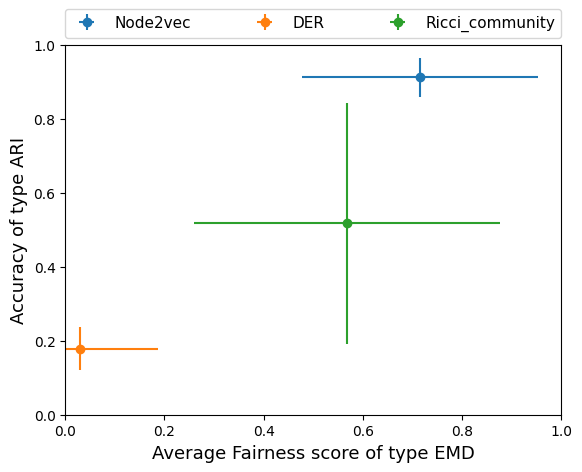 Node2vec DER Ricci_community
1.0
0.8
0.6
0.4
0.2
0.0
Accuracy of type ARI
0.0 0.2 0.4 0.6 0.8 1.0
Average Fairness score of type EMD